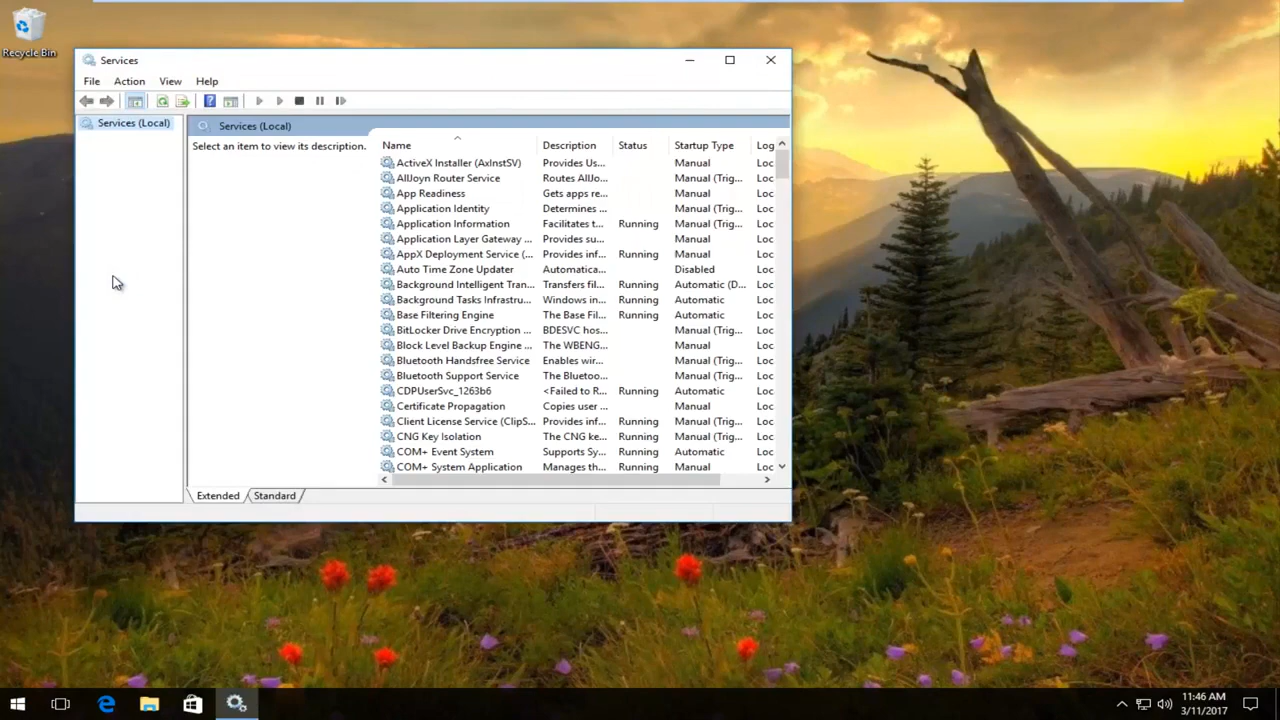 Recycle Bin
Services
File Action View Help
Services (Local)
Services (Local)
Select an item to view its description.
Name Description Status Startup Type Log
ActiveX Installer (AxInstSV) Provides Us... Manual Loc
AllJoyn Router Service Routes AllJo... Manual (Trig... Loc
App Readiness Gets apps re... Manual Loc
Application Identity Determines ... Manual (Trig... Loc
Application Information Facilitates t... Running Manual (Trig... Loc
Application Layer Gateway ... Provides su... Manual Loc
AppX Deployment Service (... Provides inf... Running Manual Loc
Auto Time Zone Updater Automatica... Disabled Loc
Background Intelligent Tran... Transfers fil... Running Automatic (D... Loc
Background Tasks Infrastru... Windows in... Running Automatic Loc
Base Filtering Engine The Base Fil... Running Automatic Loc
BitLocker Drive Encryption ... BDESVC hos... Manual (Trig... Loc
Block Level Backup Engine ... The WBENG... Manual Loc
Bluetooth Handsfree Service Enables wir... Manual (Trig... Loc
Bluetooth Support Service The Bluetoo... Manual (Trig... Loc
CDPUserSvc_1263b6 <Failed to R... Running Automatic Loc
Certificate Propagation Copies user ... Manual Loc
Client License Service (ClipS... Provides inf... Running Manual (Trig... Loc
CNG Key Isolation The CNG ke... Running Manual (Trig... Loc
COM+ Event System Supports Sy... Running Automatic Loc
COM+ System Application Manages th... Running Manual Loc
Extended Standard
11:46 AM
3/11/2017